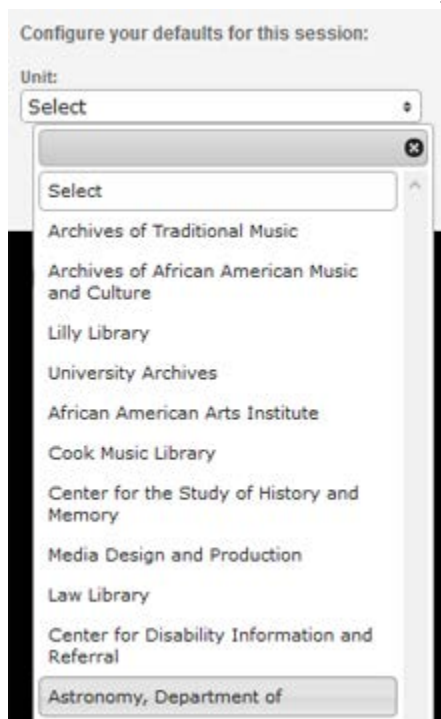 Configure your defaults for this session:
Unit:
Select
Select
Archives of Traditional Music
Archives of African American Music
and Culture
Lilly Library
University Archives
African American Arts Institute
Cook Music Library
Center for the Study of History and
Memory
Media Design and Production
Law Library
Center for Disability Information and
Referral
Astronomy, Department of